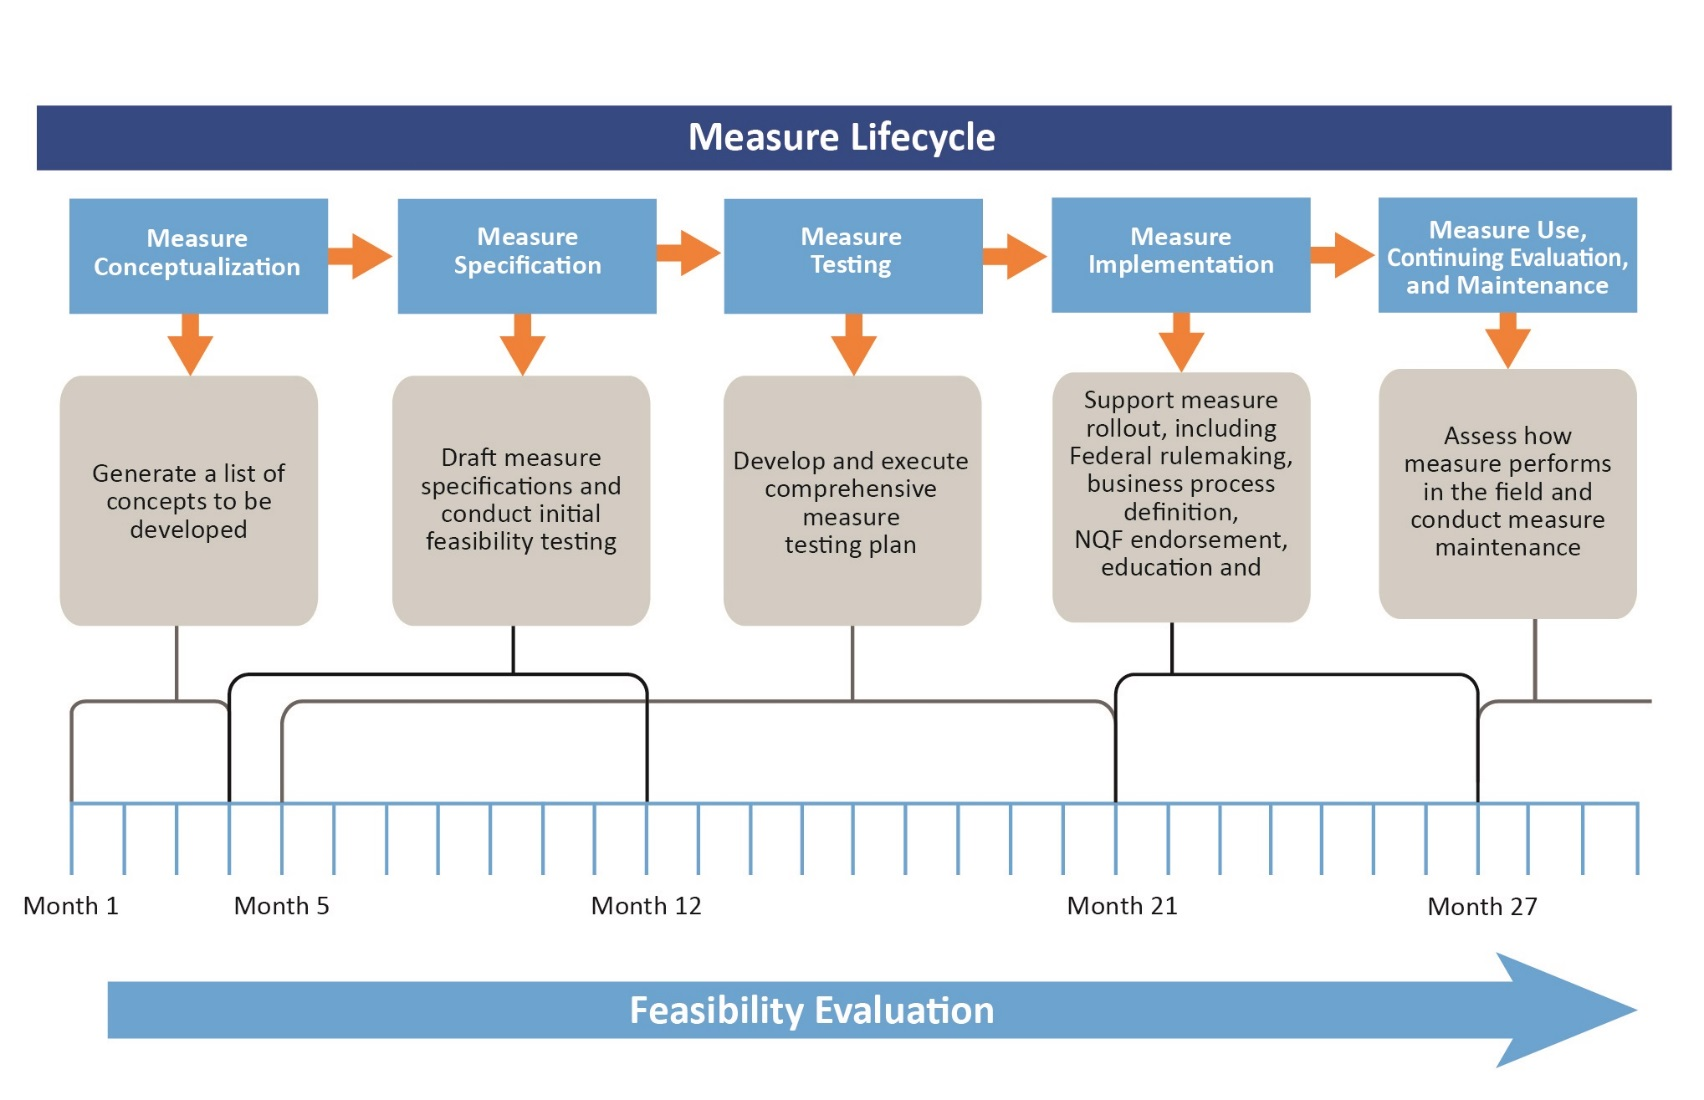 Measure Lifecycle
Measure
Conceptualization
Measure
Specification
Measure
Testing
Measure
Implementation
Measure Use,
Continuing Evaluation,
and Maintenance
Generate a list of
concepts to be
developed
Draft measure
specifications and
conduct initial
feasibility testing
Develop and execute
comprehensive
measure
testing plan
Support measure
rollout, including
Federal rulemaking,
business process
definition,
NQF endorsement,
education and
Assess how
measure performs
in the field and
conduct measure
maintenance
Month 1
Month 5
Month 12
Month 21
Month 27
Feasibility Evaluation